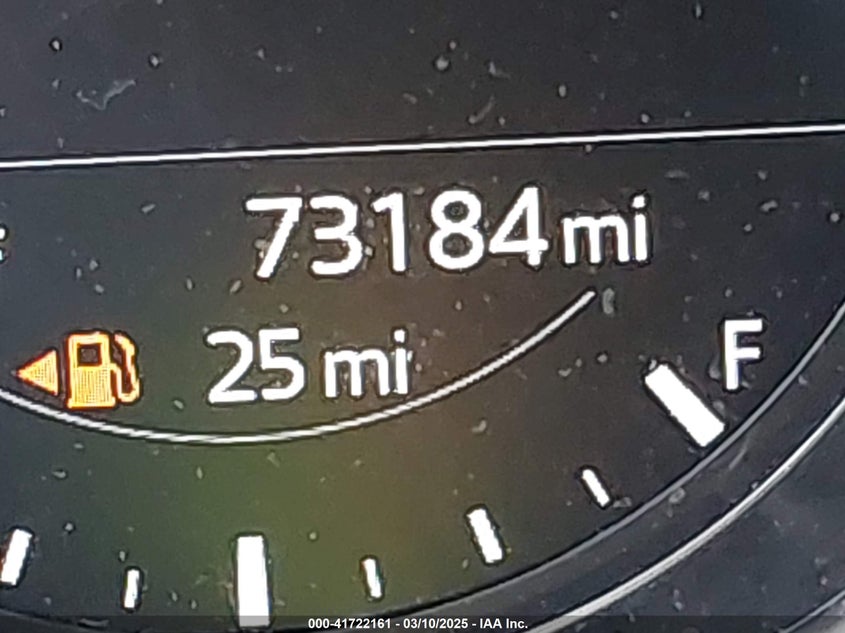 73184 mi
25 mi
F
000-41722161 - 03/10/2025 - IAA Inc.